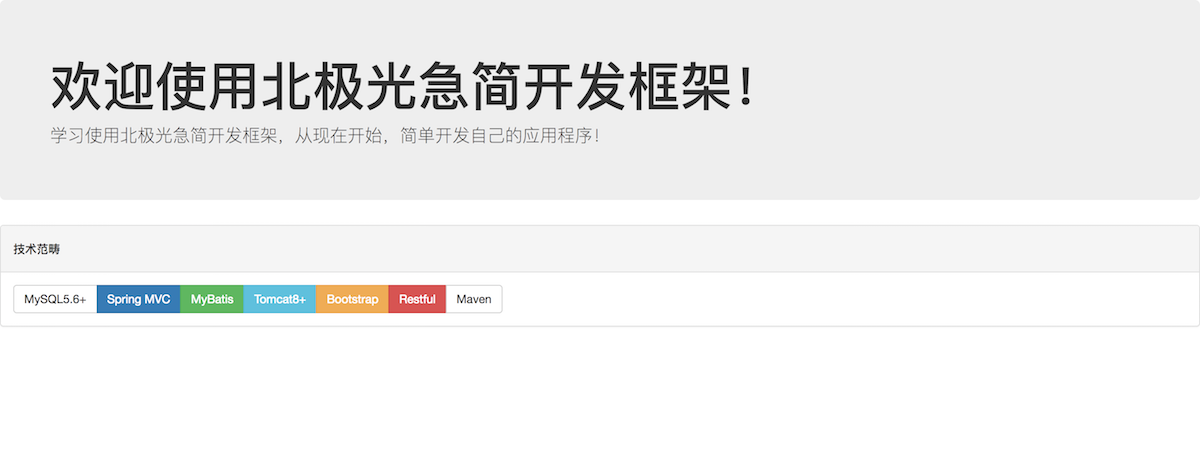 欢迎使用北极光急简开发框架！
学习使用北极光急简开发框架，从现在开始，简单开发自己的应用程序！
技术范畴
MySQL5.6+ Spring MVC MyBatis Tomcat8+ Bootstrap Restful Maven